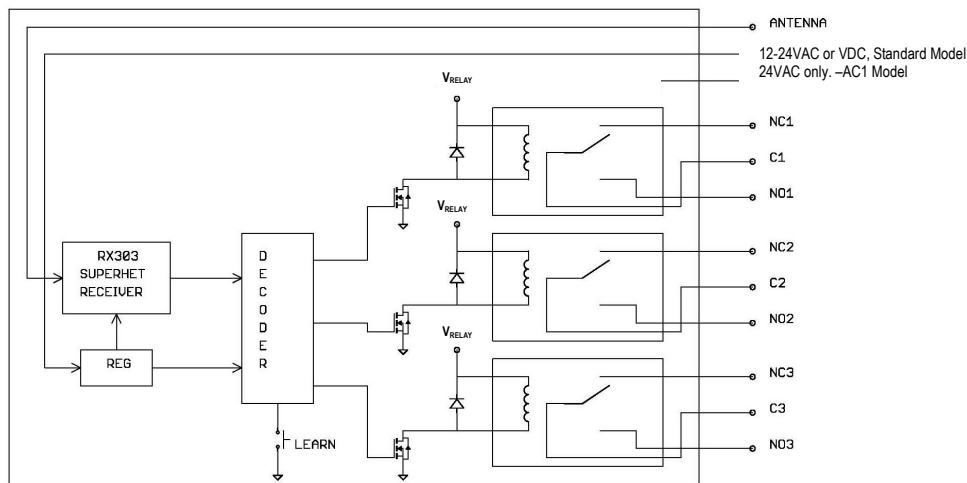 ANTENNA
12-24VAC or VDC, Standard Model
24VAC only. –AC1 Model
VRELAY
NC1
C1
NO1
VRELAY
NC2
C2
NO2
RX303
SUPERHET
RECEIVER
REG
D
E
C
O
D
E
R
LEARN
VRELAY
NC3
C3
NO3